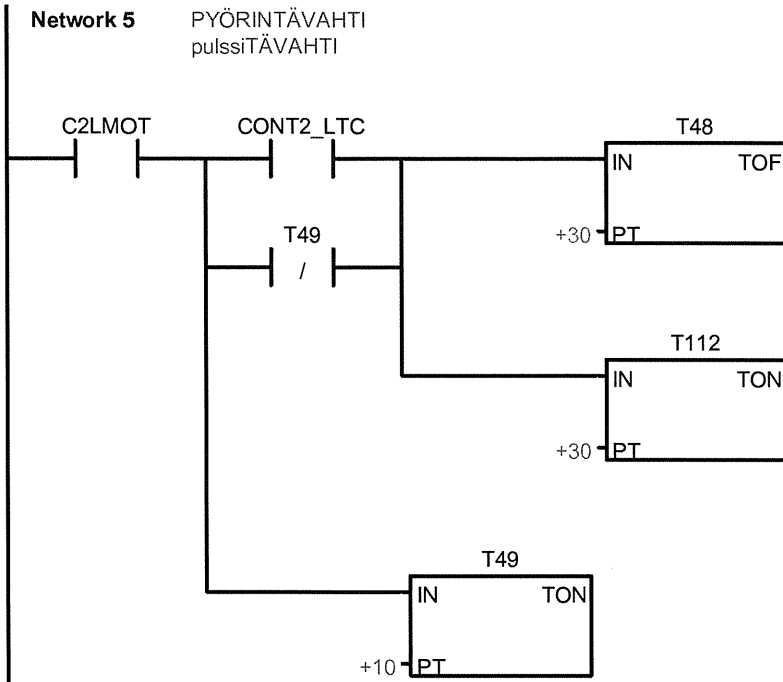 Network 5 PYÖRINTÄVAHTI
pulssiTÄVAHTI
C2LMOT CONT2_LTC T48
IN TOF
T49
+30 PT
/
T112
IN TON
+30 PT
T49
IN TON
+10 PT